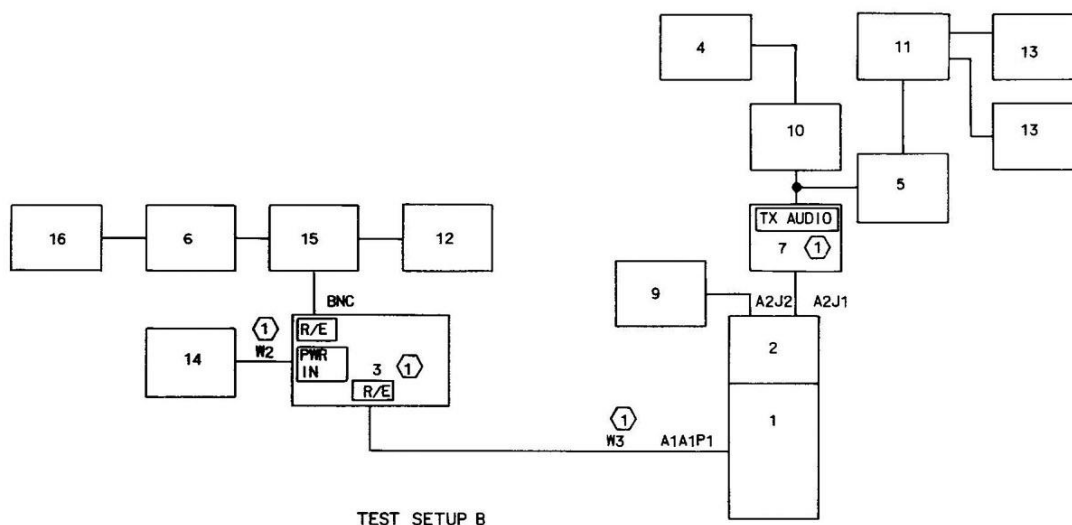 4
11
13
10
13
5
TX AUDIO
7 1
16
6
15
12
9
A2J2 A2J1
BNC
1
W2
R/E
14
PWR
IN
3 1
R/E
2
1
1
W3 A1A1P1
TEST SETUP B